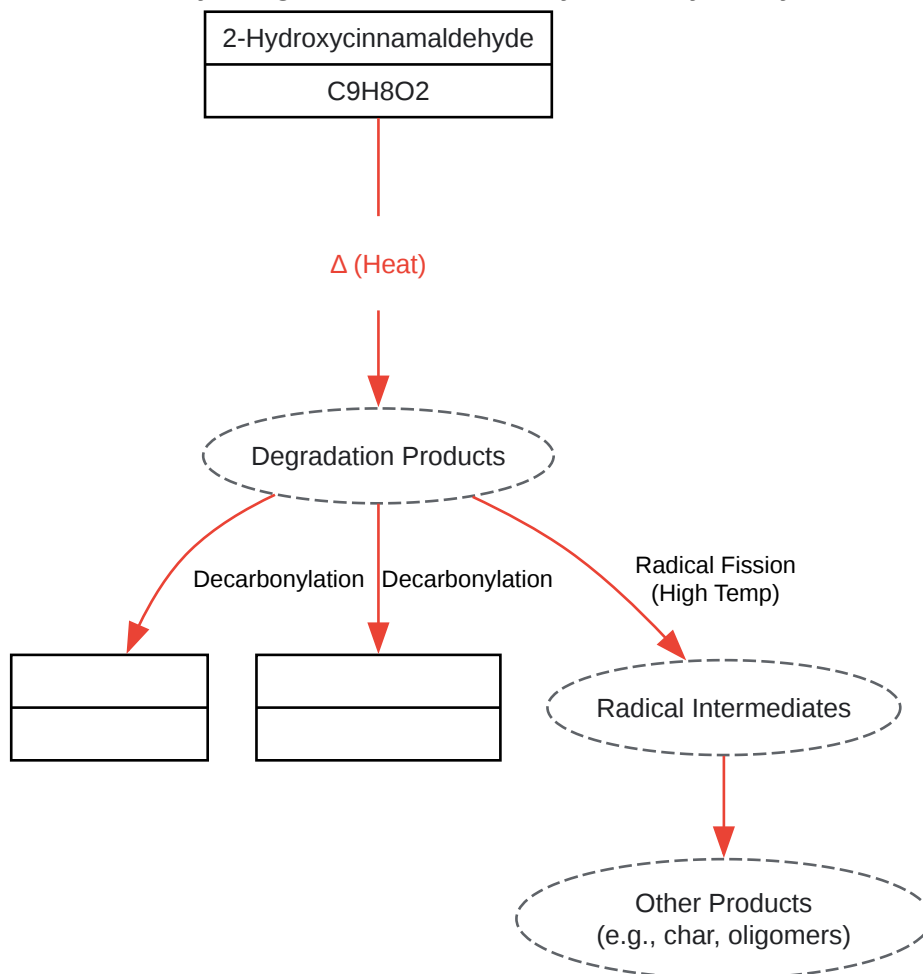 2-Hydroxycinnamaldehyde
C9H8O2
Δ (Heat)
Degradation Products
Decarbonylation
Decarbonylation
Radical Fission
(High Temp)
Radical Intermediates
Other Products
(e.g., char, oligomers)